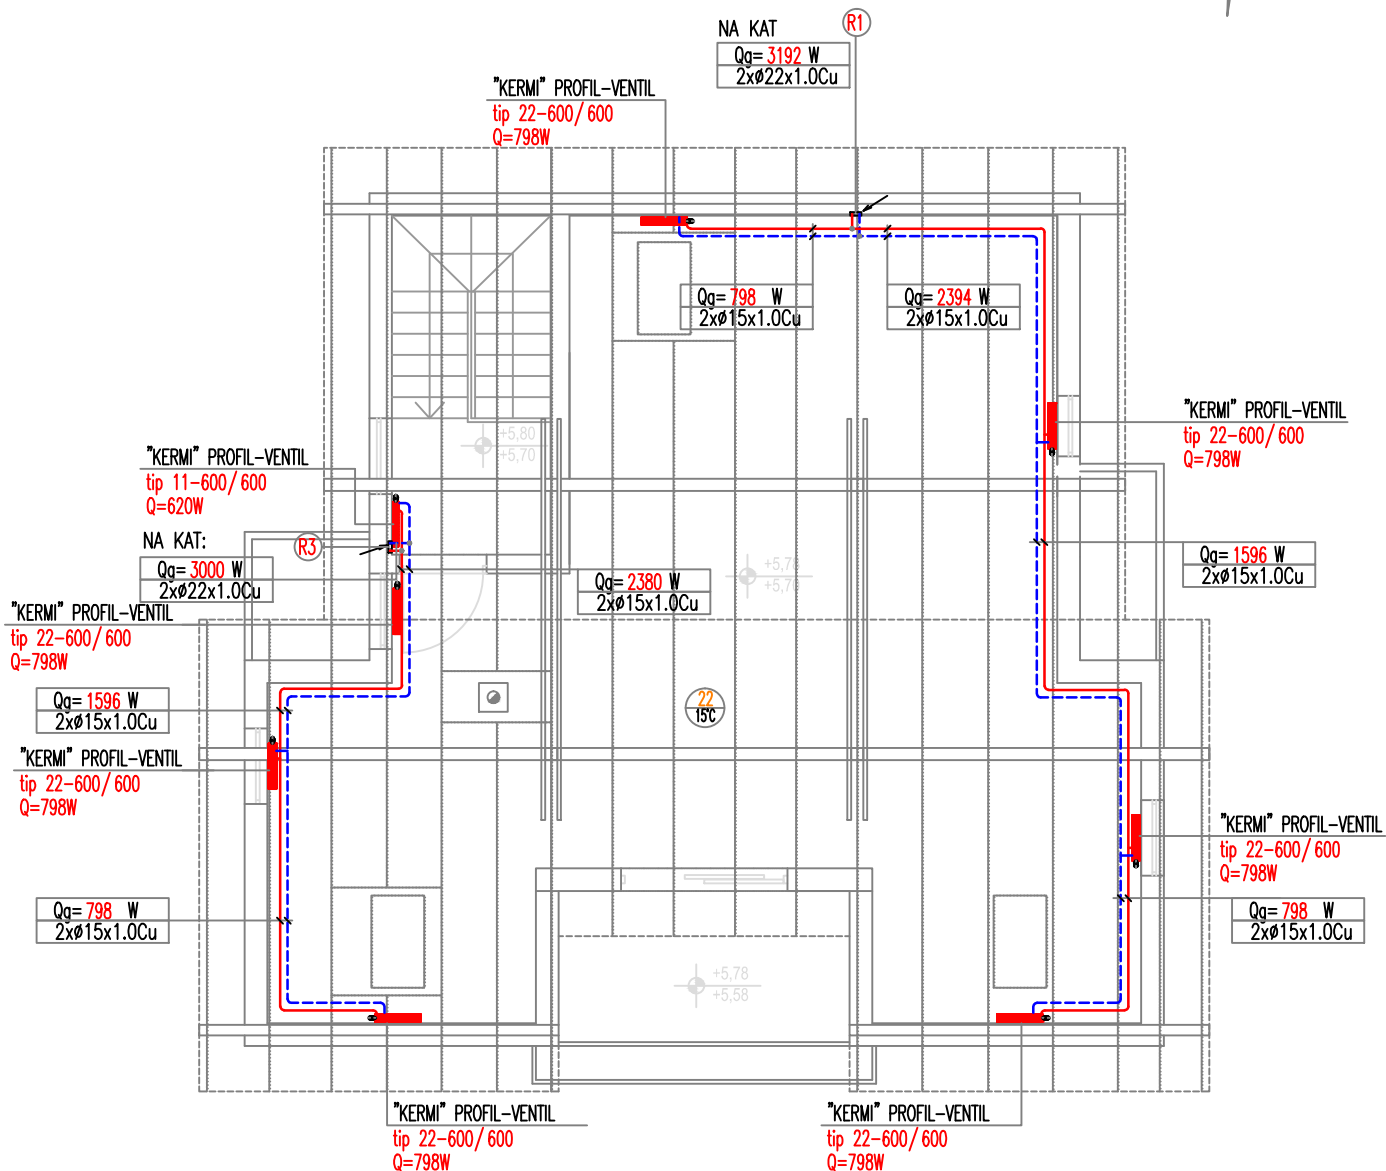 NA KAT
R1
Qg= 3192 W
2xø22x1.0Cu
"KERMI" PROFIL-VENTIL
tip 22-600/600
Q=798W
Qg= 798 W
2xø15x1.0Cu
Qg= 2394 W
2xø15x1.0Cu
"KERMI" PROFIL-VENTIL
tip 22-600/600
Q=798W
+5,80
+5,70
"KERMI" PROFIL-VENTIL
tip 11-600/600
Q=620W
NA KAT:
R3
Qg= 3000 W
2xø22x1.0Cu
Qg= 2380 W
2xø15x1.0Cu
+5,78
+5,70
Qg= 1596 W
2xø15x1.0Cu
"KERMI" PROFIL-VENTIL
tip 22-600/600
Q=798W
Qg= 1596 W
2xø15x1.0Cu
22
15°C
"KERMI" PROFIL-VENTIL
tip 22-600/600
Q=798W
"KERMI" PROFIL-VENTIL
tip 22-600/600
Q=798W
Qg= 798 W
2xø15x1.0Cu
Qg= 798 W
2xø15x1.0Cu
+5,78
+5,58
"KERMI" PROFIL-VENTIL
tip 22-600/600
Q=798W
"KERMI" PROFIL-VENTIL
tip 22-600/600
Q=798W